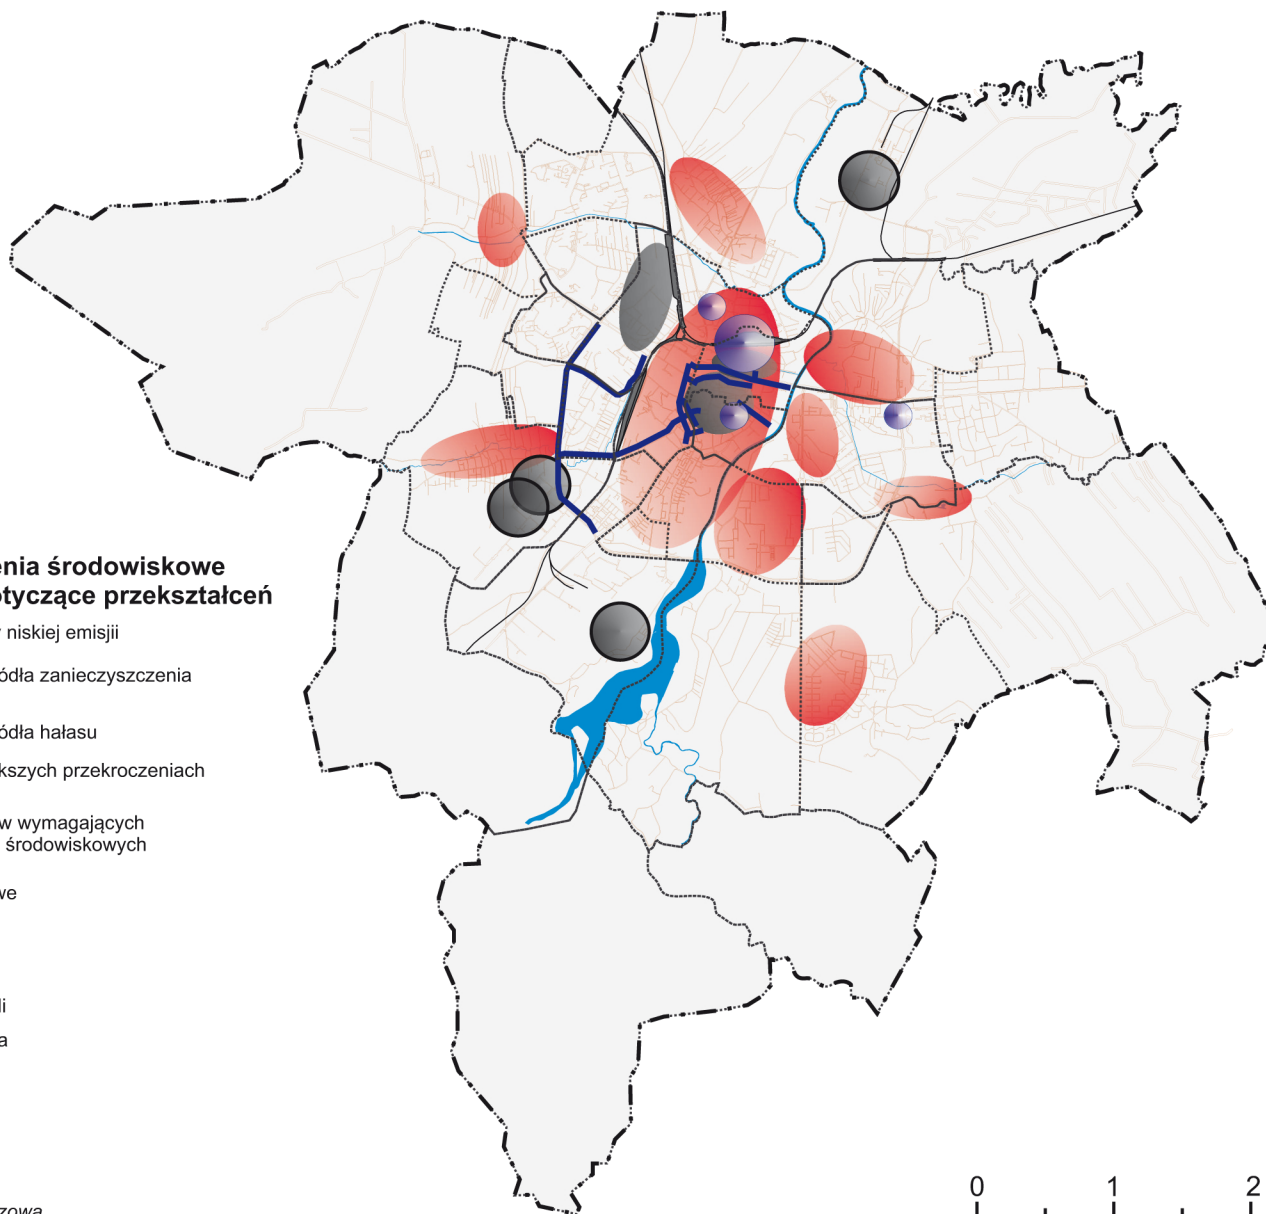 enia środowiskowe
otyczące przekształceń
niskiej emisjii
ódła zanieczyszczenia
ódła hałasu
kszych przekroczeniach
w wymagających
środowiskowych
we
li
a
zowa
0 1 2